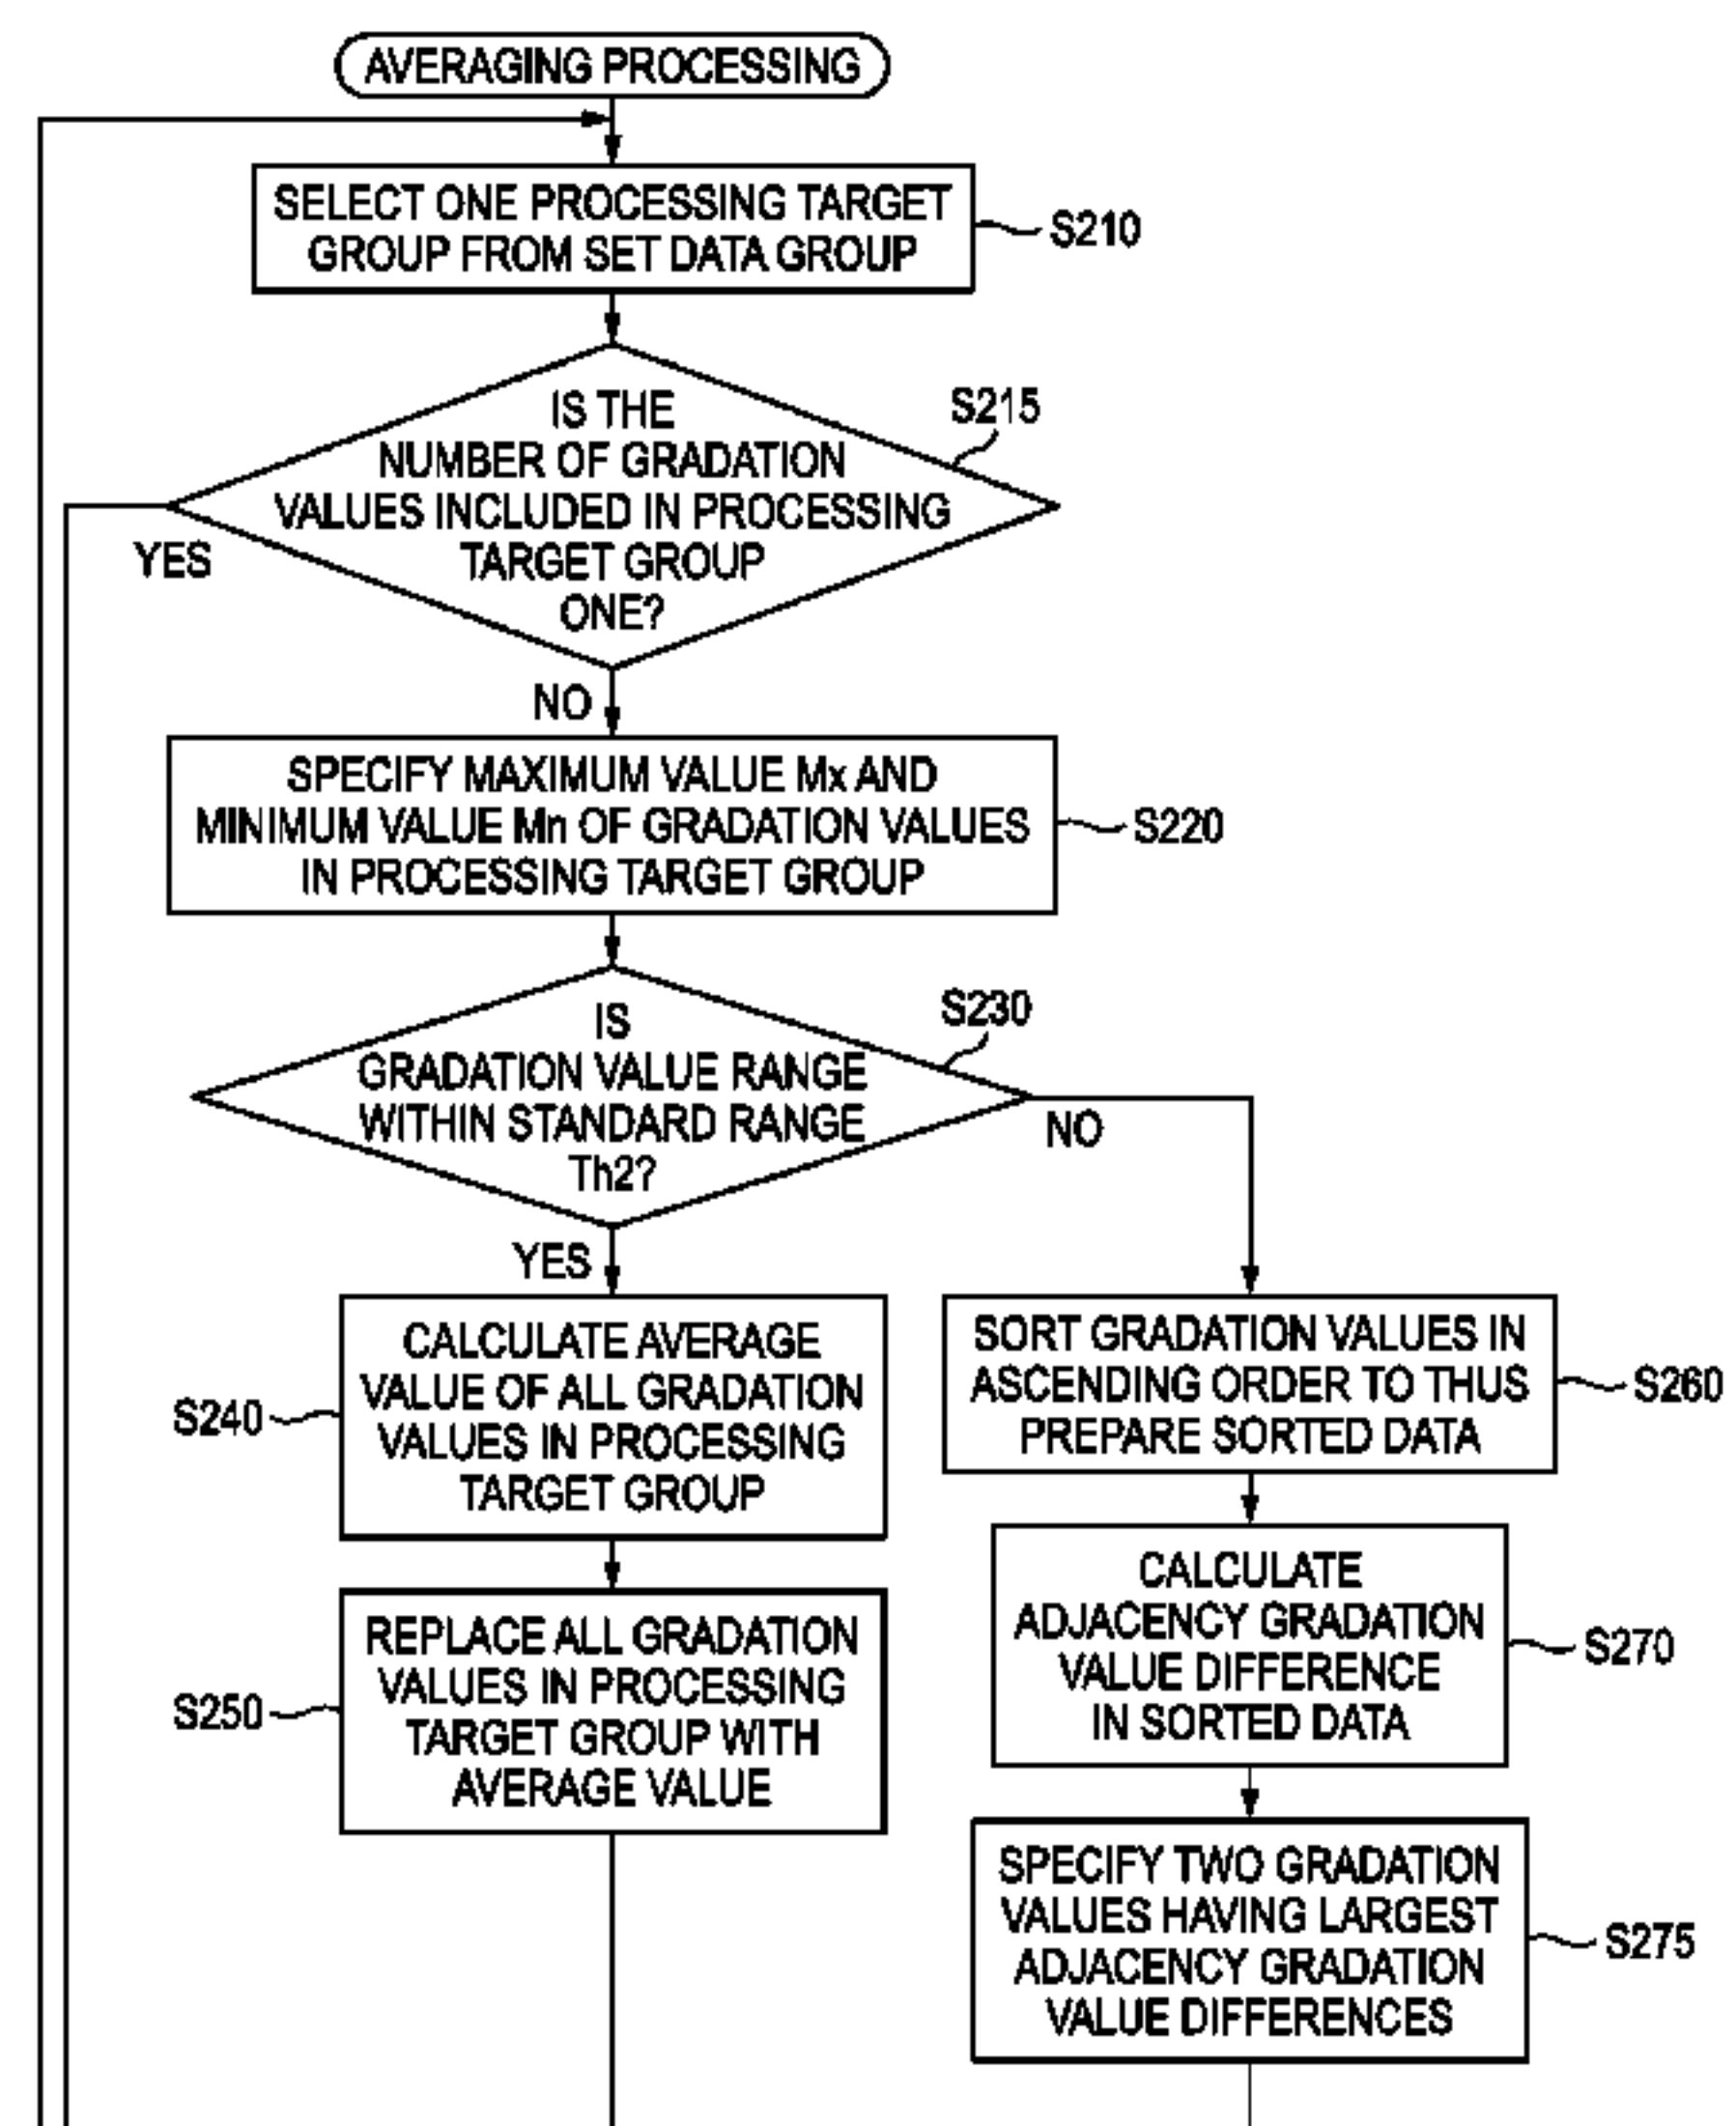 AVERAGING PROCESSING
SELECT ONE PROCESSING TARGET
GROUP FROM SET DATA GROUP
S210
IS THE
NUMBER OF GRADATION
VALUES INCLUDED IN PROCESSING
TARGET GROUP
ONE?
S215
YES
NO
SPECIFY MAXIMUM VALUE Mx AND
MINIMUM VALUE Mn OF GRADATION VALUES
IN PROCESSING TARGET GROUP
S220
IS
GRADATION VALUE RANGE
WITHIN STANDARD RANGE
Th2?
S230
NO
YES
CALCULATE AVERAGE
VALUE OF ALL GRADATION
VALUES IN PROCESSING
TARGET GROUP
S240
SORT GRADATION VALUES IN
ASCENDING ORDER TO THUS
PREPARE SORTED DATA
S260
REPLACE ALL GRADATION
VALUES IN PROCESSING
TARGET GROUP WITH
AVERAGE VALUE
S250
CALCULATE
ADJACENCY GRADATION
VALUE DIFFERENCE
IN SORTED DATA
S270
SPECIFY TWO GRADATION
VALUES HAVING LARGEST
ADJACENCY GRADATION
VALUE DIFFERENCES
S275